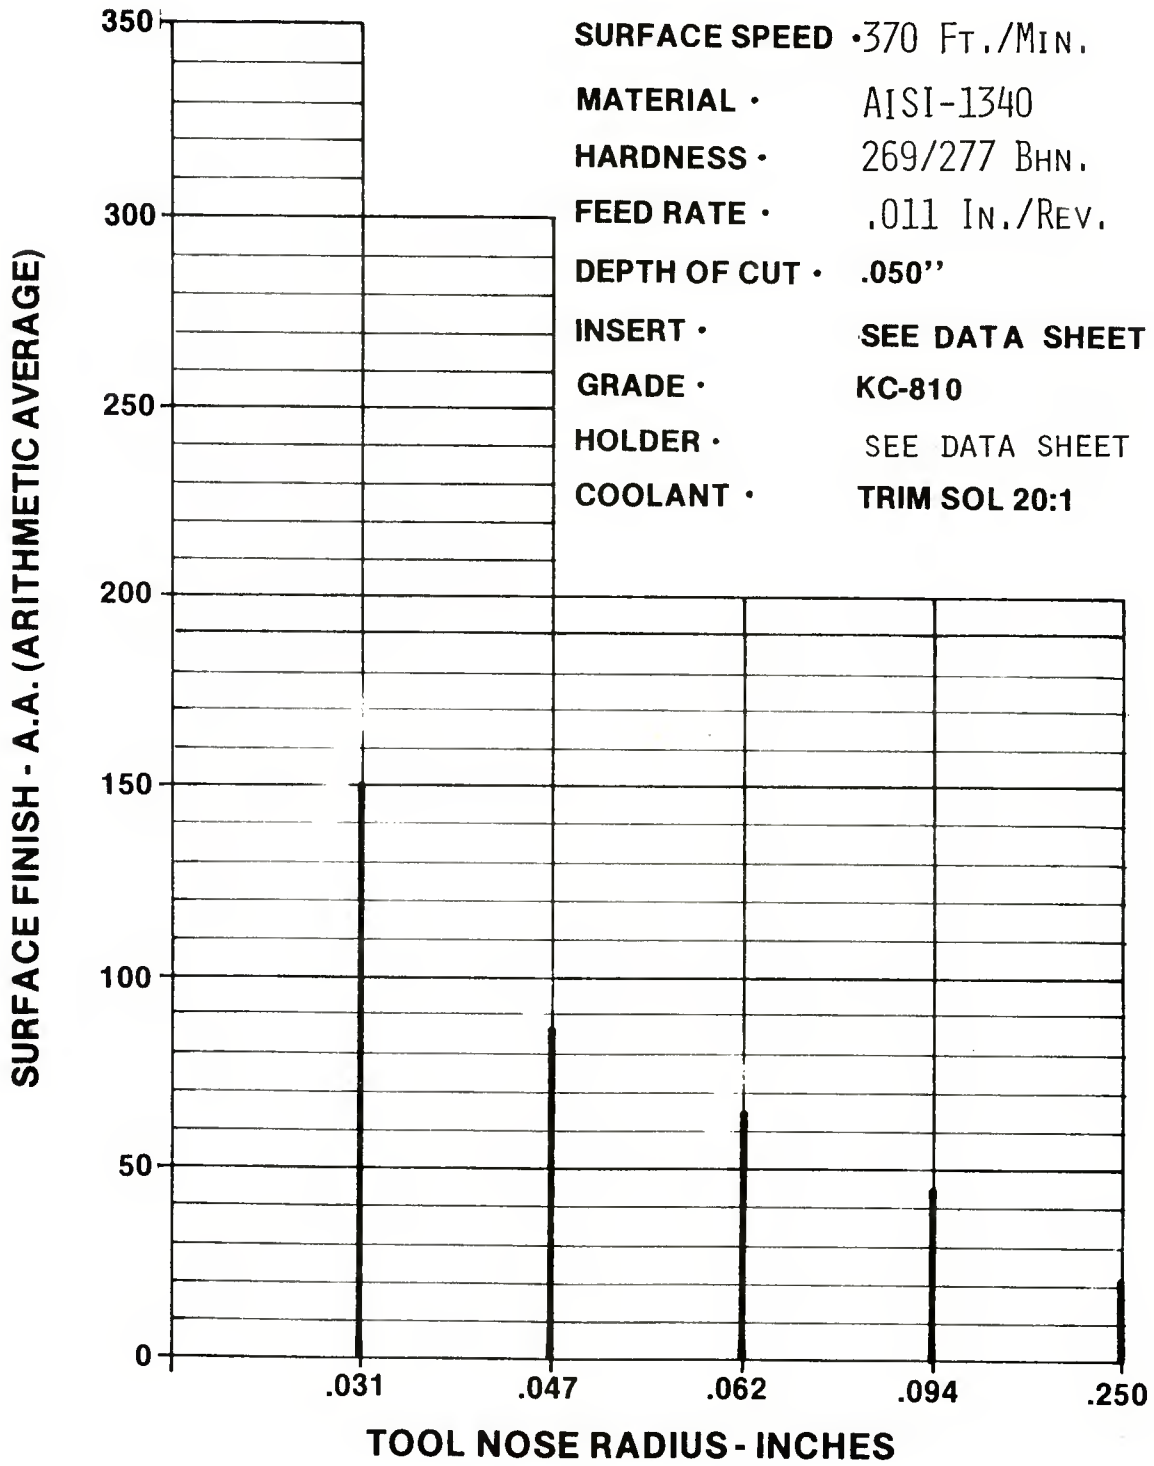 SURFACE SPEED · 370 FT./MIN.
MATERIAL · AISI-1340
HARDNESS · 269/277 BHN.
FEED RATE · .011 IN./REV.
DEPTH OF CUT · .050”
INSERT · SEE DATA SHEET
GRADE · KC-810
HOLDER · SEE DATA SHEET
COOLANT · TRIM SOL 20:1
SURFACE FINISH - A.A. (ARITHMETIC AVERAGE)
350
300
250
200
150
100
50
0
.031 .047 .062 .094 .250
TOOL NOSE RADIUS - INCHES